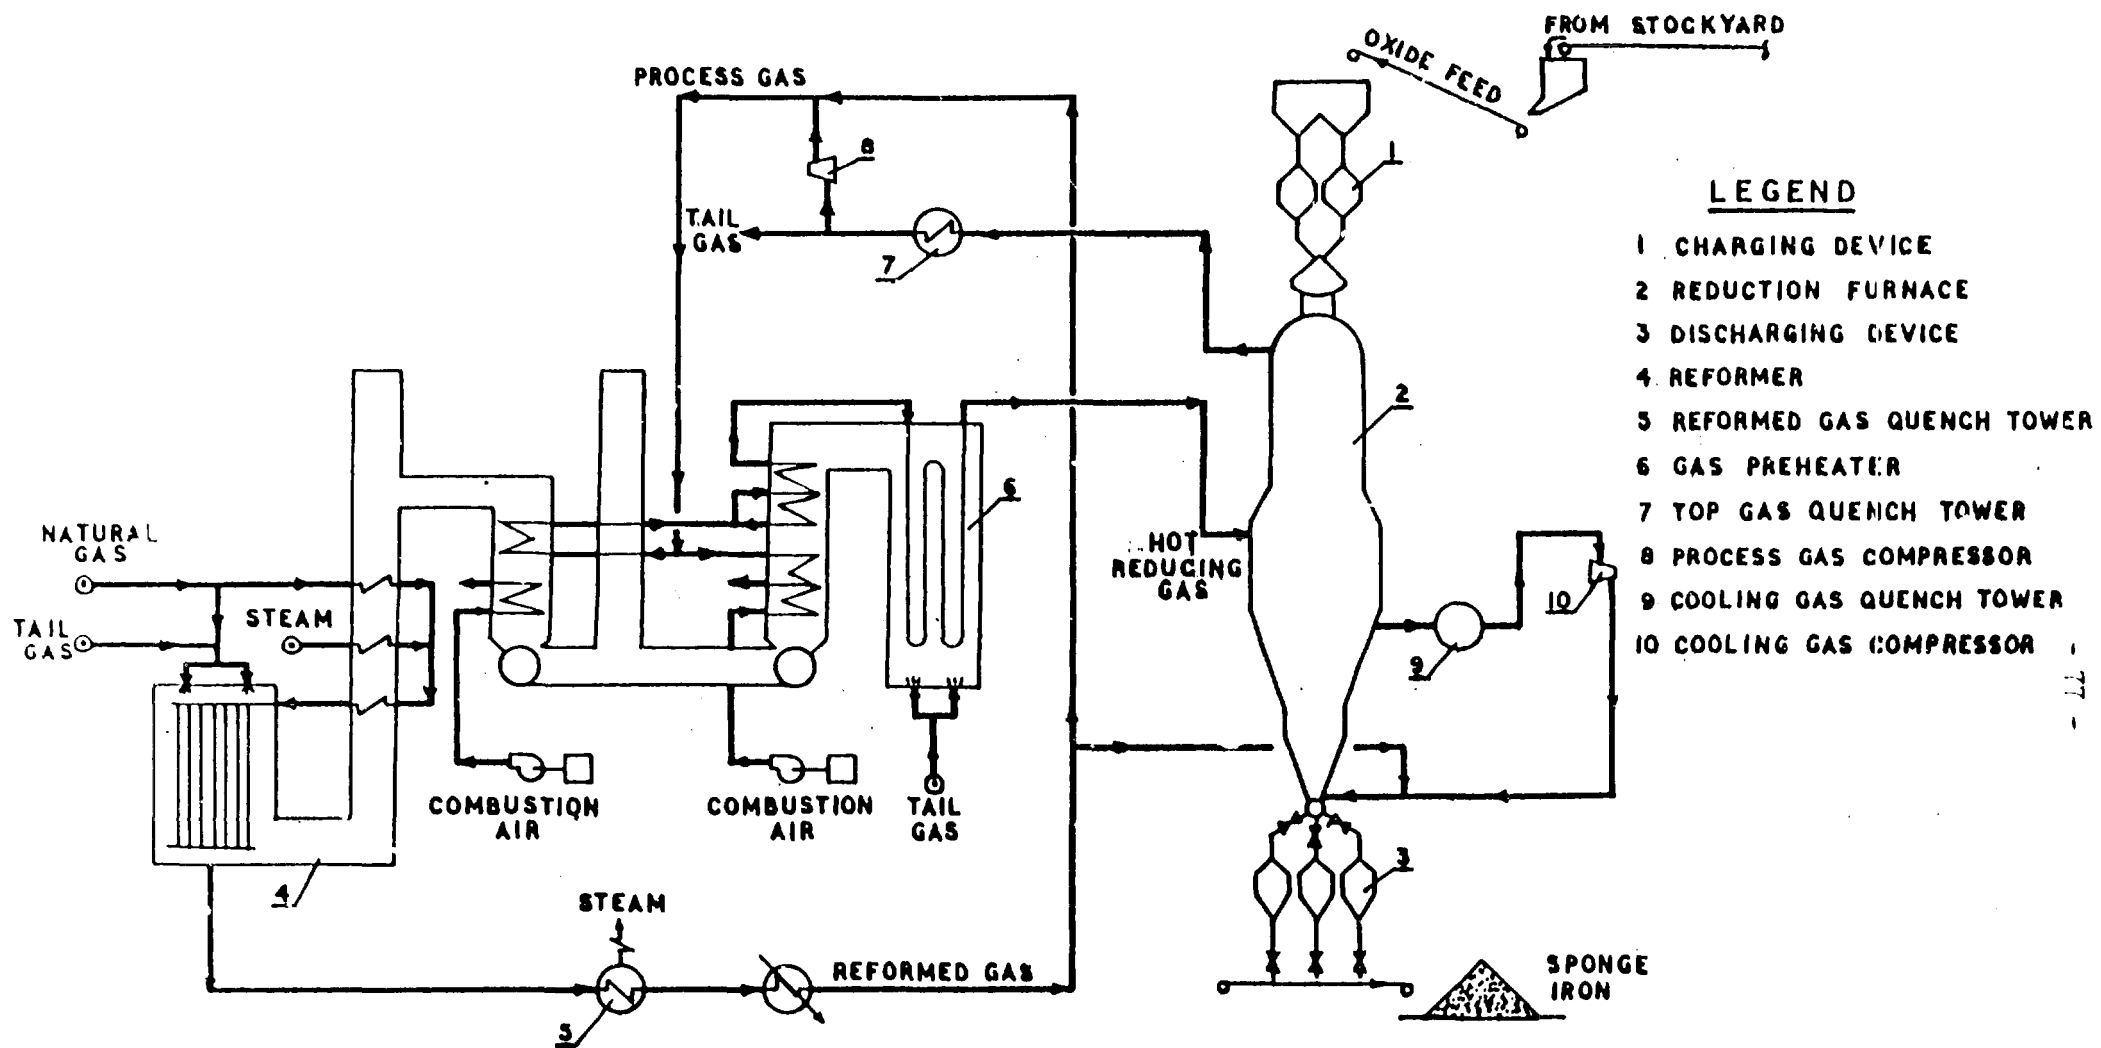 FROM STOCKYARD
OXIDE FEED
PROCESS GAS
8
1
TAIL
GAS
7
2
6
NATURAL
GAS
TAIL
GAS
STEAM
HOT
REDUCING
GAS
10
9
COMBUSTION
AIR
COMBUSTION
AIR
TAIL
GAS
3
4
STEAM
REFORMED GAS
5
SPONGE
IRON
LEGEND
1 CHARGING DEVICE
2 REDUCTION FURNACE
3 DISCHARGING DEVICE
4 REFORMER
5 REFORMED GAS QUENCH TOWER
6 GAS PREHEATER
7 TOP GAS QUENCH TOWER
8 PROCESS GAS COMPRESSOR
9 COOLING GAS QUENCH TOWER
10 COOLING GAS COMPRESSOR